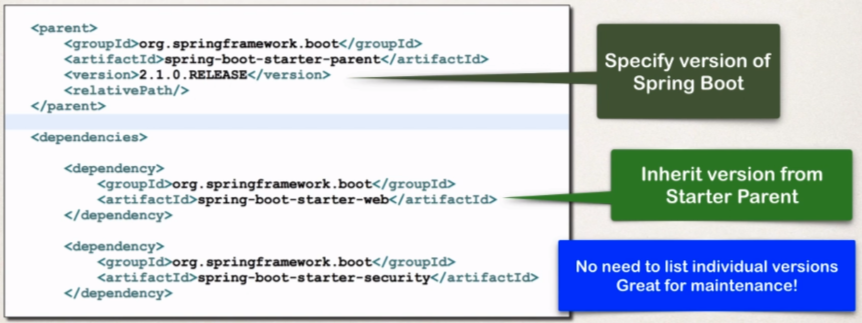 <parent>
<groupId>org.springframework.boot</groupId>
<artifactId>spring-boot-starter-parent</artifactId>
<version>2.1.0.RELEASE</version>
<relativePath/>
</parent>
<dependencies>
<dependency>
<groupId>org.springframework.boot</groupId>
<artifactId>spring-boot-starter-web</artifactId>
</dependency>
<dependency>
<groupId>org.springframework.boot</groupId>
<artifactId>spring-boot-starter-security</artifactId>
</dependency>
Specify version of
Spring Boot
Inherit version from
Starter Parent
No need to list individual versions
Great for maintenance!